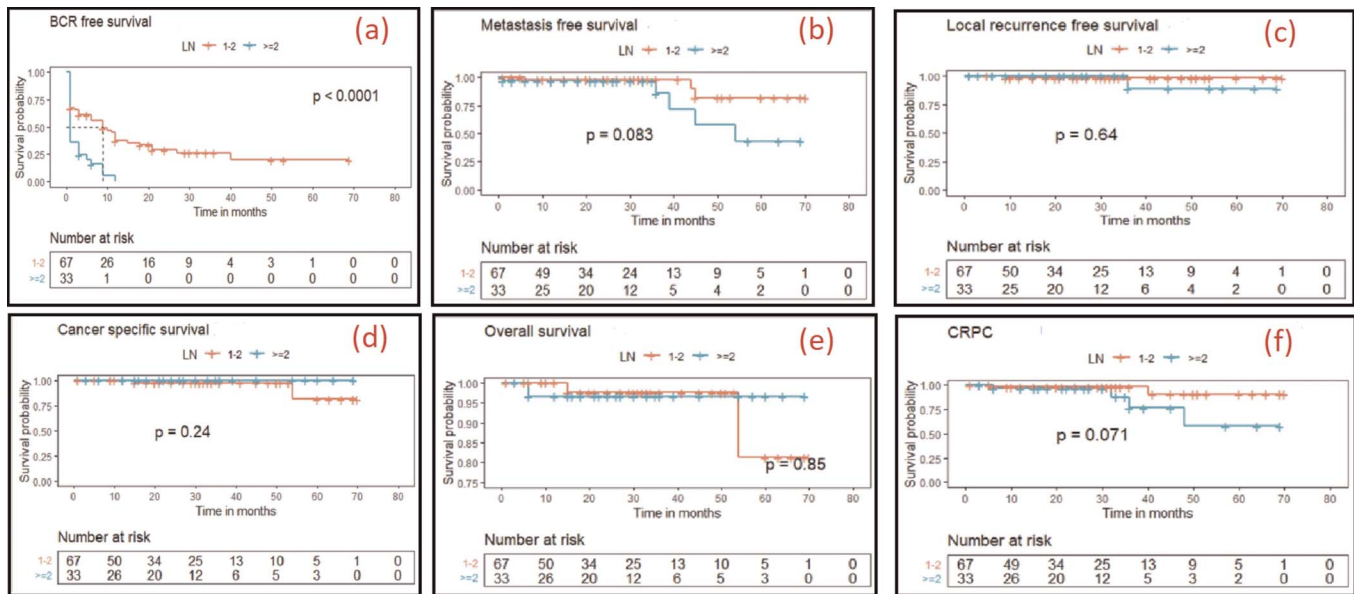 BCR free survival
(a)
LN 1-2 >=2
Survival probability
1.00
0.75
0.50
0.25
0.00
p < 0.0001
0 10 20 30 40 50 60 70 80
Time in months
Number at risk
1-2 67 26 16 9 4 3 1 0 0
>=2 33 1 0 0 0 0 0 0 0
Metastasis free survival
(b)
LN 1-2 >=2
Survival probability
1.00
0.75
0.50
0.25
0.00
p = 0.083
0 10 20 30 40 50 60 70 80
Time in months
Number at risk
1-2 67 49 34 24 13 9 5 1 0
>=2 33 25 20 12 5 4 2 0 0
Local recurrence free survival
(c)
LN 1-2 >=2
Survival probability
1.00
0.75
0.50
0.25
0.00
p = 0.64
0 10 20 30 40 50 60 70 80
Time in months
Number at risk
1-2 67 50 34 25 13 9 4 1 0
>=2 33 25 20 12 6 4 2 0 0
Cancer specific survival
(d)
LN 1-2 >=2
Survival probability
1.00
0.75
0.50
0.25
0.00
p = 0.24
0 10 20 30 40 50 60 70 80
Time in months
Number at risk
1-2 67 50 34 25 13 10 5 1 0
>=2 33 26 20 12 6 5 3 0 0
Overall survival
(e)
LN 1-2 >=2
Survival probability
1.00
0.95
0.90
0.85
0.80
0.75
p = 0.85
0 10 20 30 40 50 60 70 80
Time in months
Number at risk
1-2 67 50 34 25 13 10 5 1 0
>=2 33 26 20 12 6 5 3 0 0
CRPC
(f)
LN 1-2 >=2
Survival probability
1.00
0.75
0.50
0.25
0.00
p = 0.071
0 10 20 30 40 50 60 70 80
Time in months
Number at risk
1-2 67 49 34 25 13 9 5 1 0
>=2 33 26 20 12 5 3 2 0 0